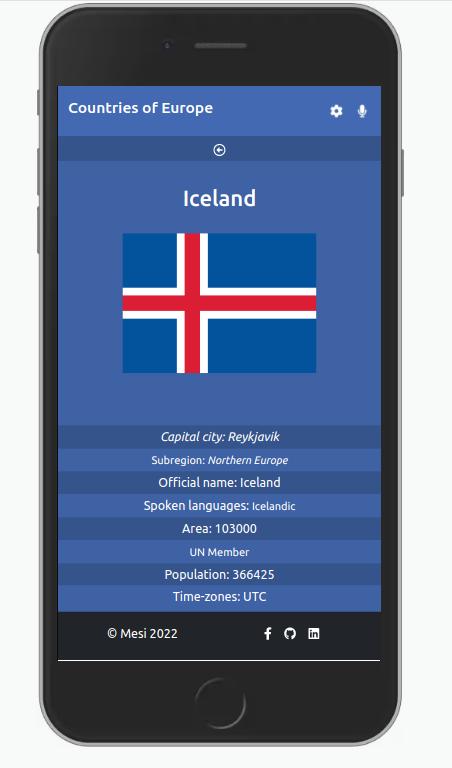 Countries of Europe
Iceland
Capital city: Reykjavik
Subregion: Northern Europe
Official name: Iceland
Spoken languages: Icelandic
Area: 103000
UN Member
Population: 366425
Time-zones: UTC
© Mesi 2022